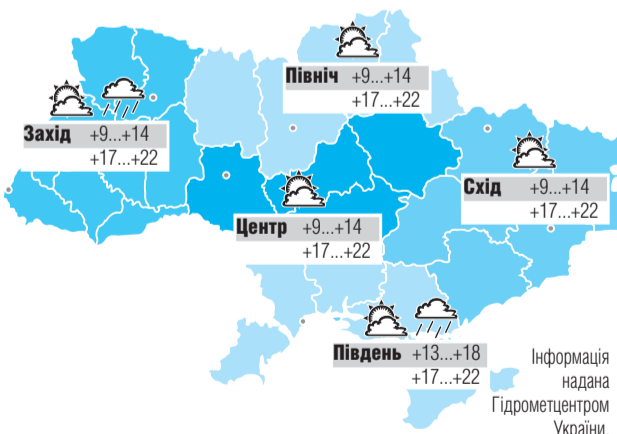 Північ +9...+14
+17...+22
Захід +9...+14
+17...+22
Схід +9...+14
+17...+22
Центр +9...+14
+17...+22
Південь +13...+18
+17...+22
Інформація
надана
Гідрометцентром
України.